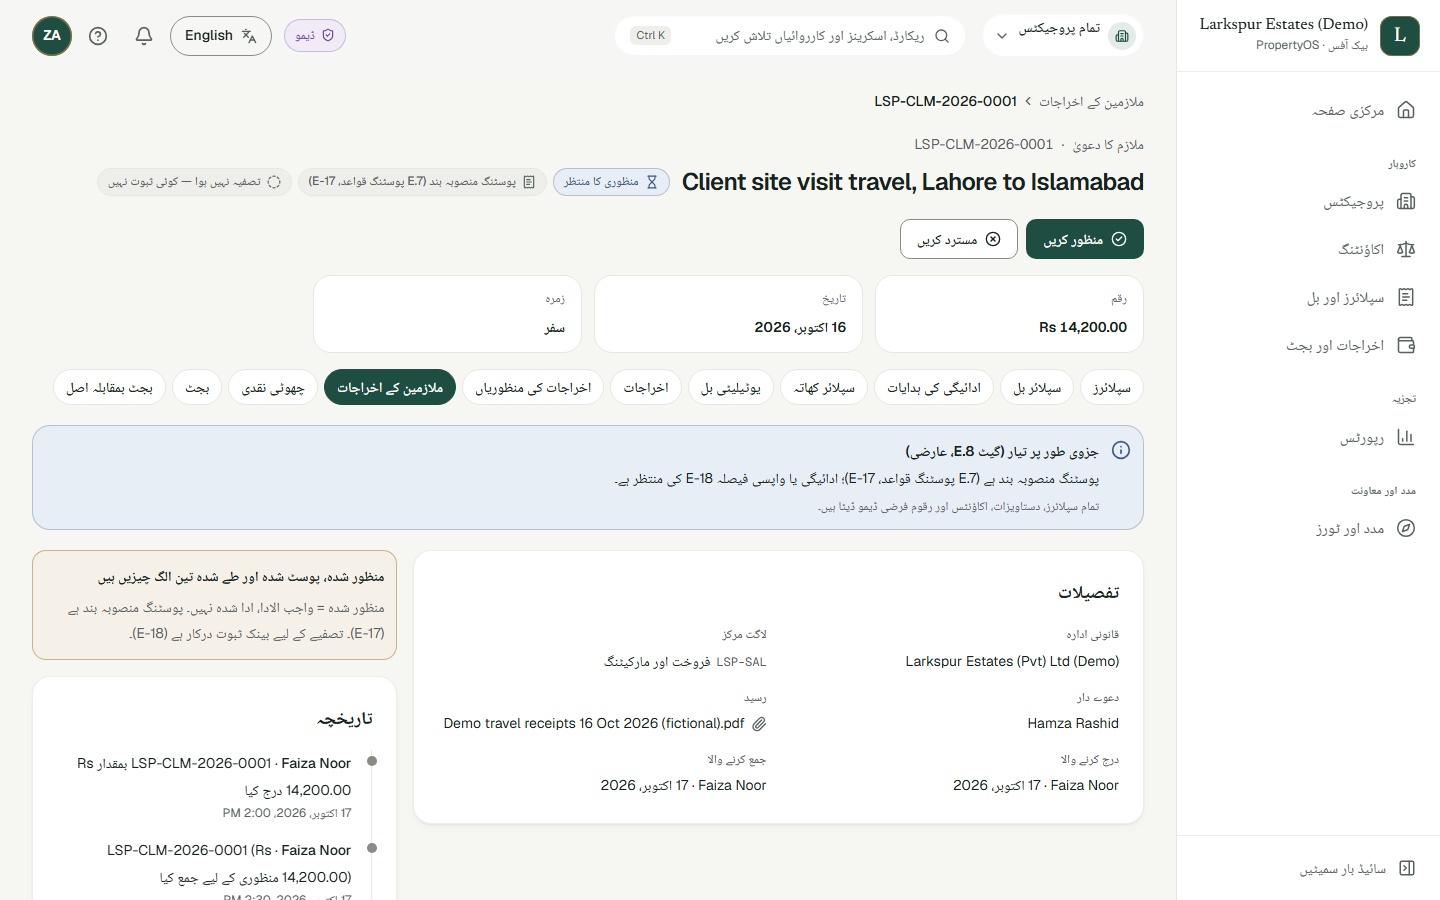 Larkspur Estates (Demo)
بیک آفس · PropertyOS
L
تمام پروجیکٹس
ریکارڈ، اسکرینز اور کارروائیاں تلاش کریں
Ctrl K
ڈیمو
English
ZA
مرکزی صفحہ
کاروبار
پروجیکٹس
اکاؤنٹنگ
سپلائرز اور بل
اخراجات اور بجٹ
تجزیہ
رپورٹس
مدد اور معاونت
مدد اور ٹورز
سائیڈ بار سمیٹیں
ملازمین کے اخراجات › LSP-CLM-2026-0001
ملازم کا دعویٰ · LSP-CLM-2026-0001
Client site visit travel, Lahore to Islamabad
منظوری کا منتظر
پوسٹنگ منصوبہ بند (E.7 پوسٹنگ قواعد، E-17)
تصفیہ نہیں ہوا — کوئی ثبوت نہیں
منظور کریں
مسترد کریں
رقم
Rs 14,200.00
تاریخ
16 اکتوبر، 2026
زمرہ
سفر
سپلائرز
سپلائر بل
ادائیگی کی ہدایات
سپلائر کھاتہ
یوٹیلیٹی بل
اخراجات
اخراجات کی منظوریاں
ملازمین کے اخراجات
چھوٹی نقدی
بجٹ
بجٹ بمقابلہ اصل
جزوی طور پر تیار (گیٹ E.8، عارضی)
پوسٹنگ منصوبہ بند ہے (E.7 پوسٹنگ قواعد، E-17)؛ ادائیگی یا واپسی فیصلہ E-18 کی منتظر ہے۔
تمام سپلائرز، دستاویزات، اکاؤنٹس اور رقوم فرضی ڈیمو ڈیٹا ہیں۔
تفصیلات
قانونی ادارہ
Larkspur Estates (Pvt) Ltd (Demo)
لاگت مرکز
LSP-SAL فروخت اور مارکیٹنگ
دعوے دار
Hamza Rashid
رسید
Demo travel receipts 16 Oct 2026 (fictional).pdf
درج کرنے والا
Faiza Noor · 17 اکتوبر، 2026
جمع کرنے والا
Faiza Noor · 17 اکتوبر، 2026
منظور شدہ، پوسٹ شدہ اور طے شدہ تین الگ چیزیں ہیں
منظور شدہ = واجب الادا، ادا شدہ نہیں۔ پوسٹنگ منصوبہ بند ہے
(E-17)۔ تصفیے کے لیے بینک ثبوت درکار ہے (E-18)۔
تاریخچہ
Faiza Noor · LSP-CLM-2026-0001 بمقدار Rs
14,200.00 درج کیا
17 اکتوبر، 2026، 2:00 PM
Faiza Noor · LSP-CLM-2026-0001 (Rs
14,200.00) منظوری کے لیے جمع کیا
17 اکتوبر، 2026، 2:30 PM